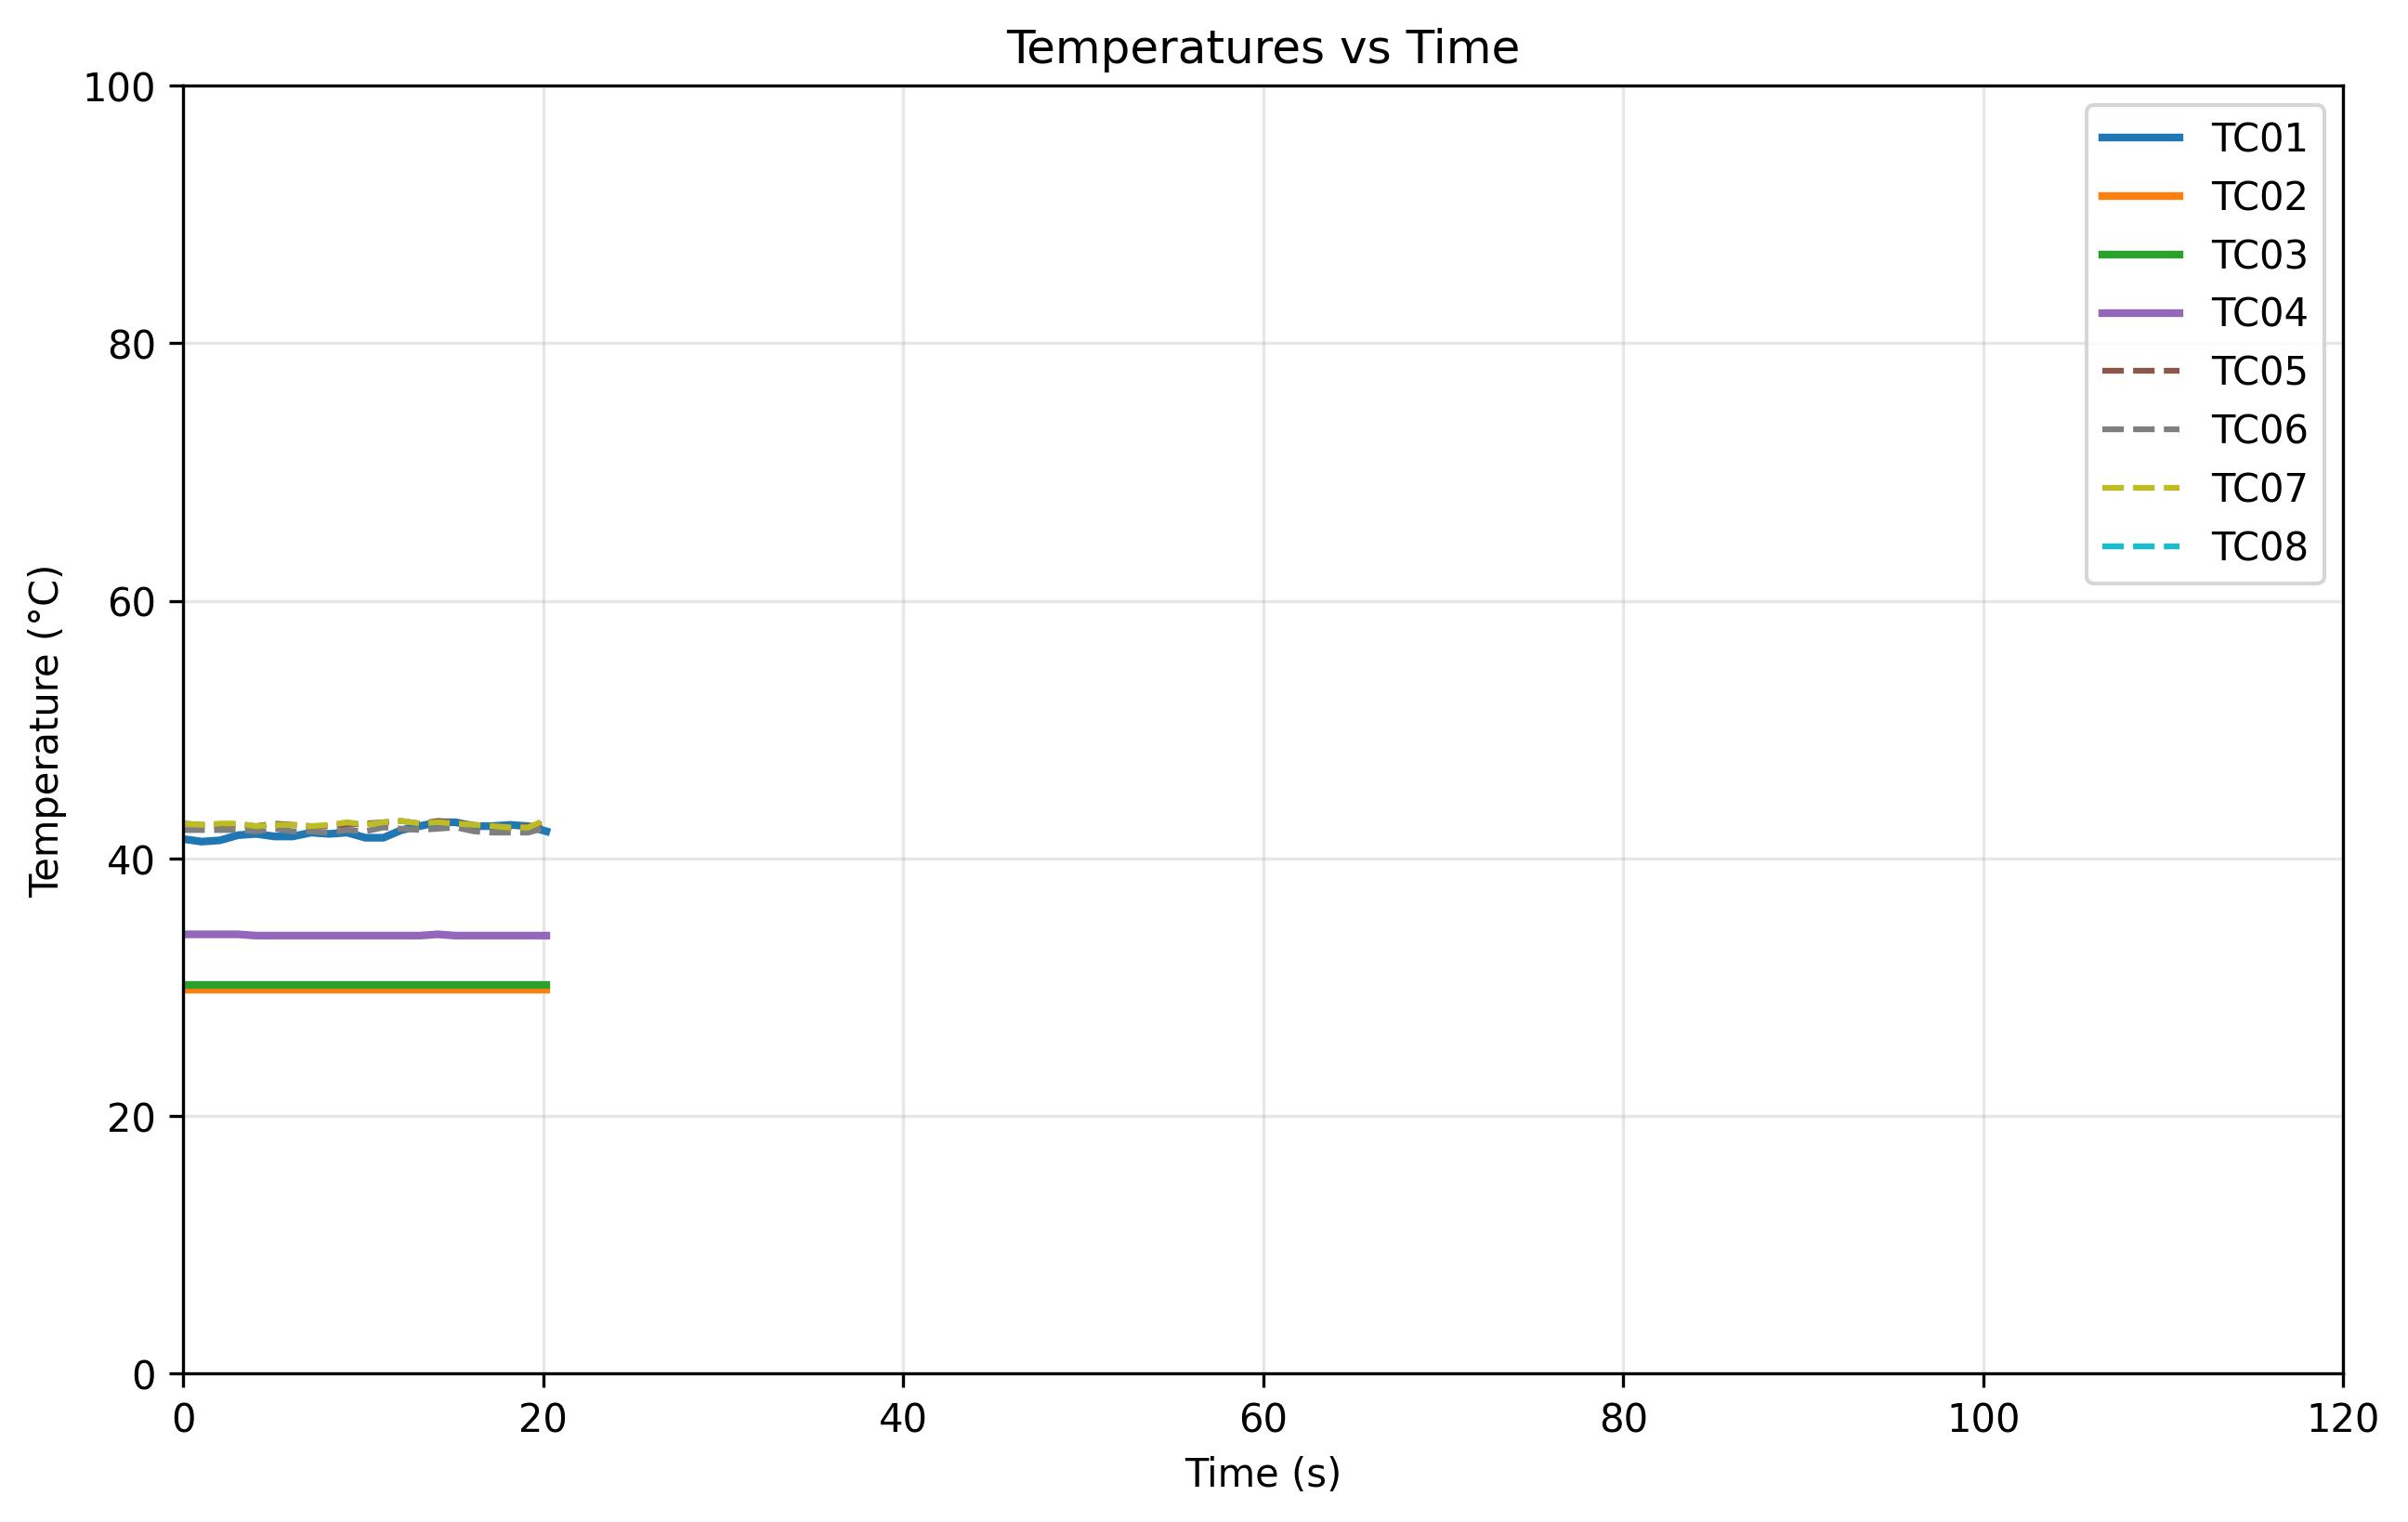 Temperatures vs Time
100
80
60
40
20
0
Temperature (°C)
0 20 40 60 80 100 120
Time (s)
TC01
TC02
TC03
TC04
TC05
TC06
TC07
TC08